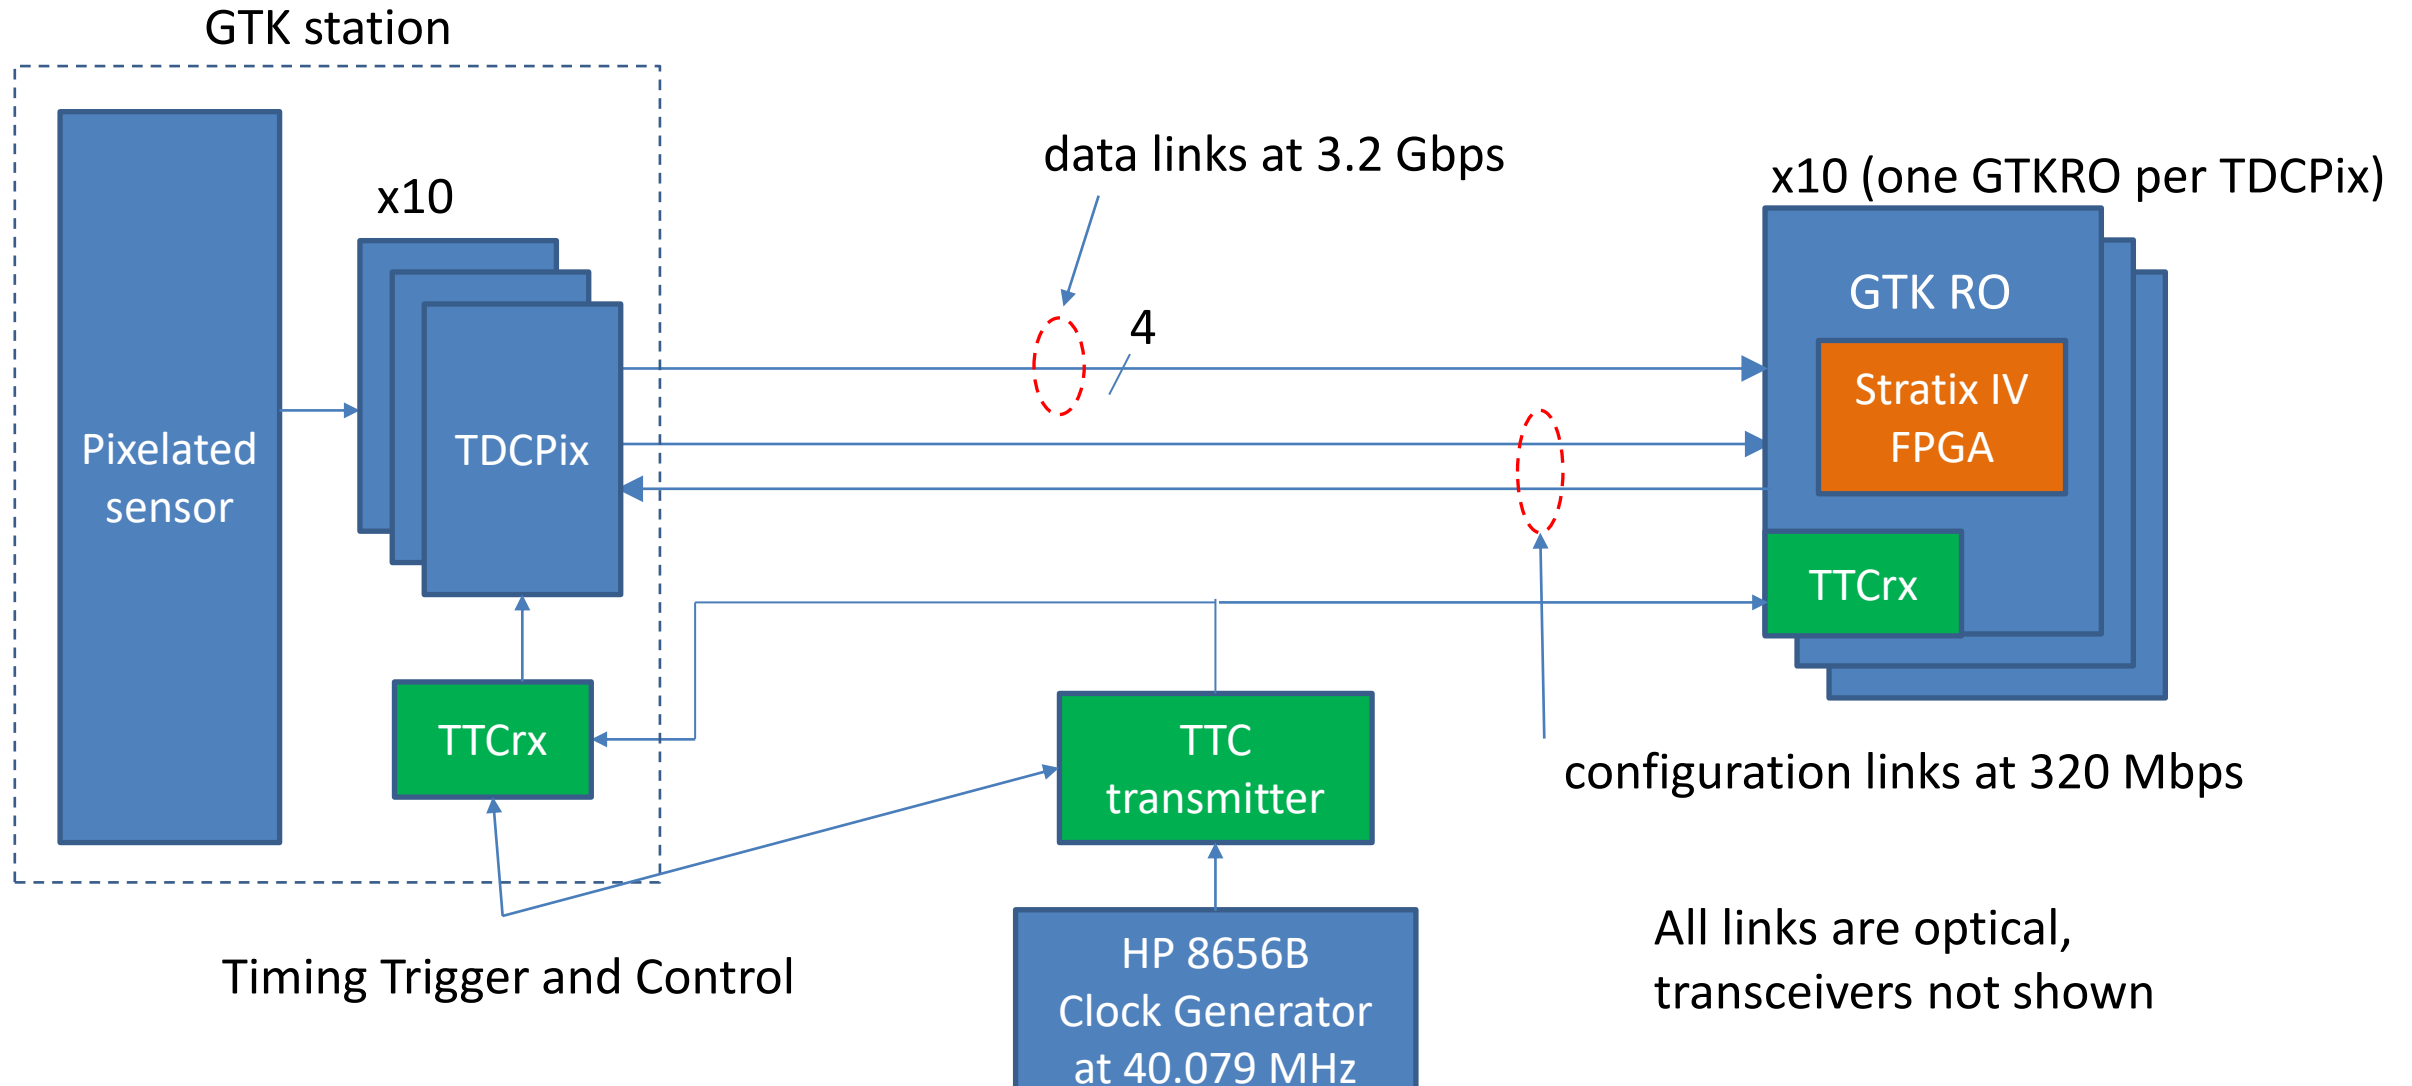 GTK station
data links at 3.2 Gbps
x10 (one GTKRO per TDCPix)
x10
GTK RO
4
Stratix IV
FPGA
Pixelated
sensor
TDCPix
TTCrx
TTCrx
TTC
transmitter
configuration links at 320 Mbps
Timing Trigger and Control
HP 8656B
Clock Generator
at 40.079 MHz
All links are optical,
transceivers not shown